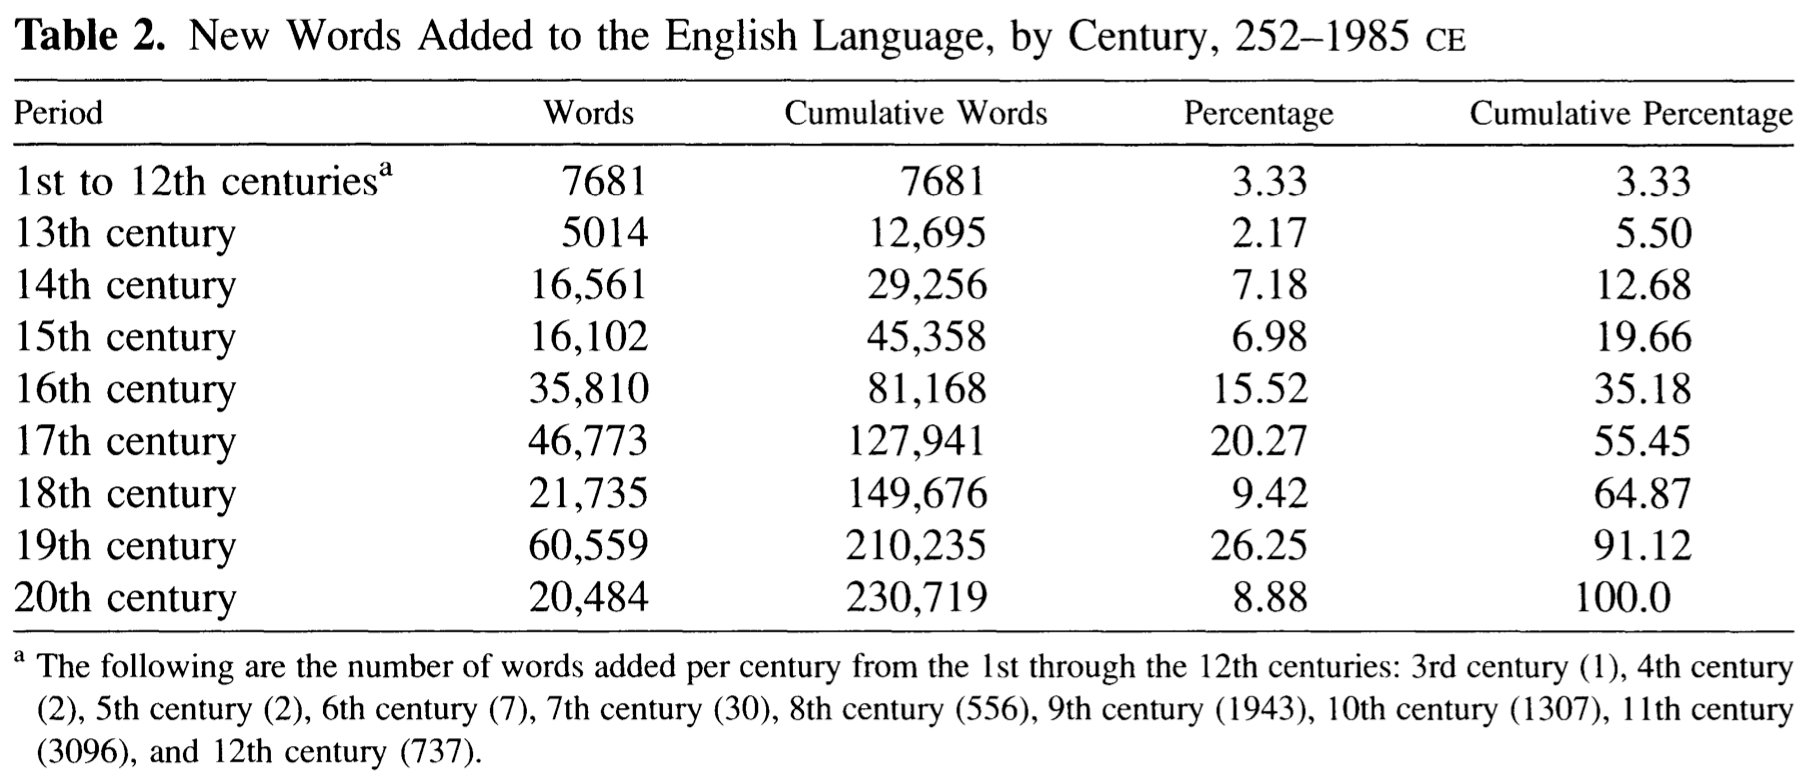 Table 2. New Words Added to the English Language, by Century, 252–1985 CE
Period Words Cumulative Words Percentage Cumulative Percentage
1st to 12th centuriesᵃ 7681 7681 3.33 3.33
13th century 5014 12,695 2.17 5.50
14th century 16,561 29,256 7.18 12.68
15th century 16,102 45,358 6.98 19.66
16th century 35,810 81,168 15.52 35.18
17th century 46,773 127,941 20.27 55.45
18th century 21,735 149,676 9.42 64.87
19th century 60,559 210,235 26.25 91.12
20th century 20,484 230,719 8.88 100.0
ᵃ The following are the number of words added per century from the 1st through the 12th centuries: 3rd century (1), 4th century
(2), 5th century (2), 6th century (7), 7th century (30), 8th century (556), 9th century (1943), 10th century (1307), 11th century
(3096), and 12th century (737).